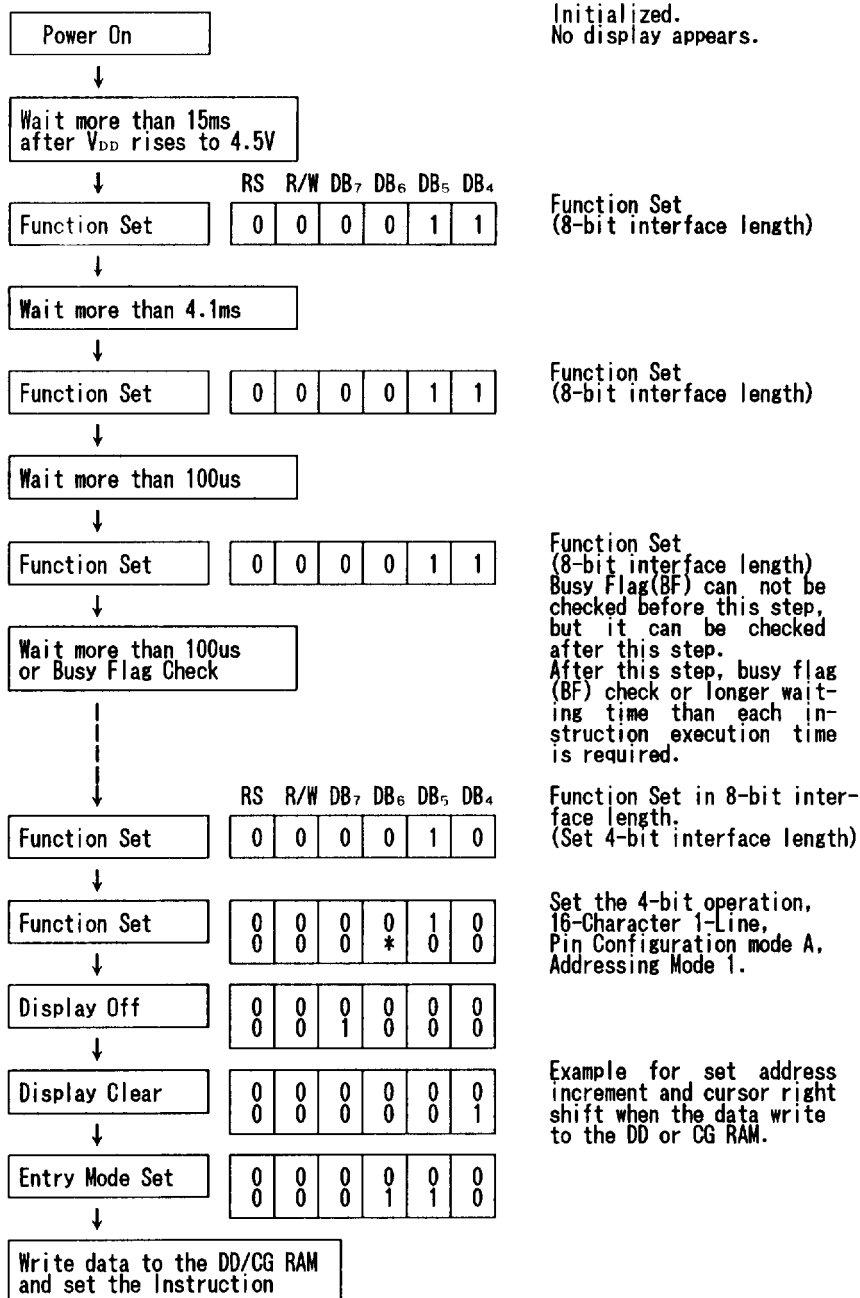 Initialized.
No display appears.
Power On
↓
Wait more than 15ms
after VDD rises to 4.5V
↓
RS R/W DB7 DB6 DB5 DB4
Function Set
0 0 0 0 1 1
Function Set
(8-bit interface length)
↓
Wait more than 4.1ms
↓
Function Set
0 0 0 0 1 1
Function Set
(8-bit interface length)
↓
Wait more than 100us
↓
Function Set
0 0 0 0 1 1
Function Set
(8-bit interface length)
Busy Flag(BF) can not be
checked before this step,
but it can be checked
after this step.
After this step, busy flag
(BF) check or longer wait-
ing time than each in-
struction execution time
is required.
↓
Wait more than 100us
or Busy Flag Check
↓
RS R/W DB7 DB6 DB5 DB4
Function Set
0 0 0 0 1 0
Function Set in 8-bit inter-
face length.
(Set 4-bit interface length)
↓
Function Set
0 0 0 0 1 0
0 0 0 * 0 0
Set the 4-bit operation,
16-Character 1-Line,
Pin Configuration mode A,
Addressing Mode 1.
↓
Display Off
0 0 0 0 0 0
0 0 1 0 0 0
↓
Display Clear
0 0 0 0 0 0
0 0 0 0 0 1
Example for set address
increment and cursor right
shift when the data write
to the DD or CG RAM.
↓
Entry Mode Set
0 0 0 0 0 0
0 0 0 1 1 0
↓
Write data to the DD/CG RAM
and set the Instruction